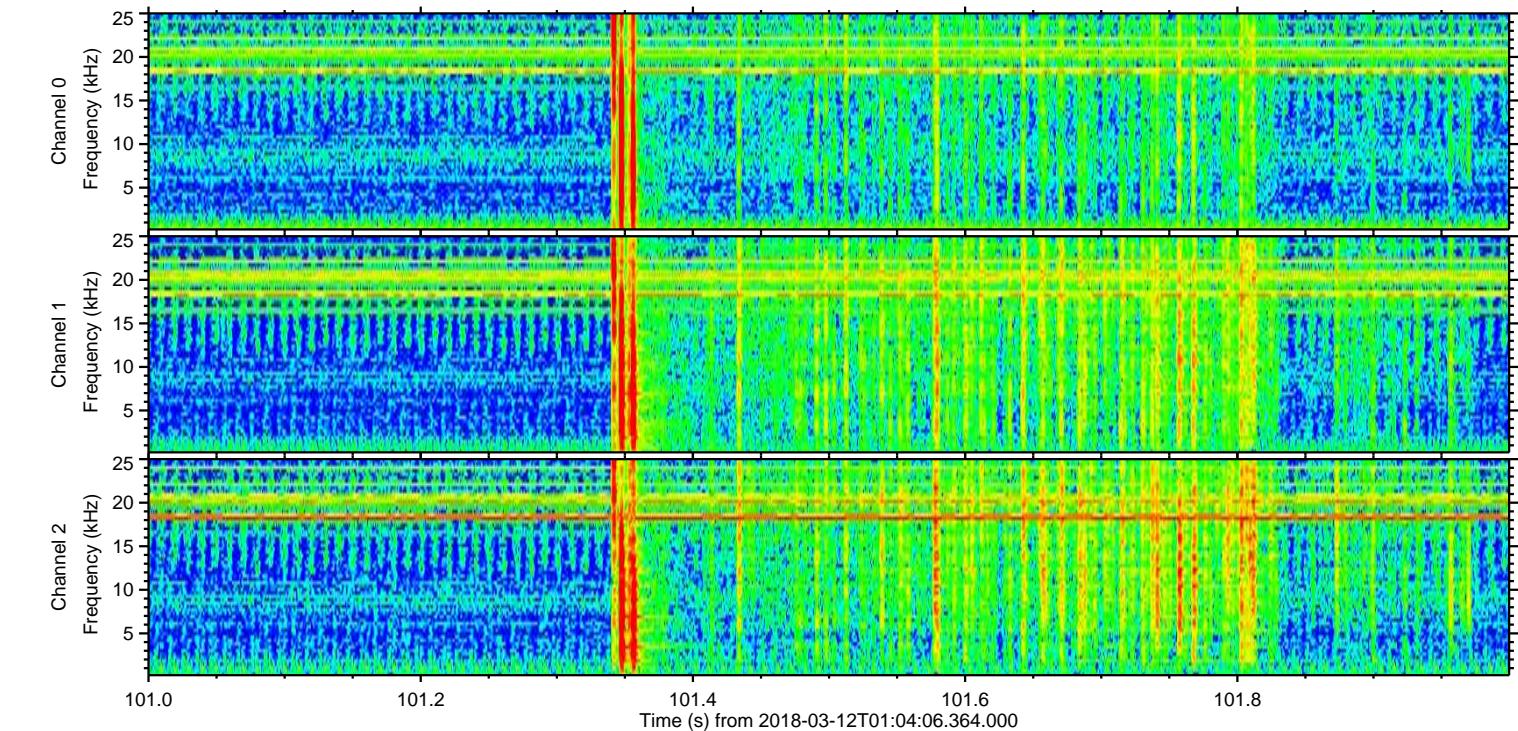 25
20
15
10
5
Channel 0
Frequency (kHz)
25
20
15
10
5
Channel 1
Frequency (kHz)
25
20
15
10
5
Channel 2
Frequency (kHz)
101.0 101.2 101.4 101.6 101.8
Time (s) from 2018-03-12T01:04:06.364.000